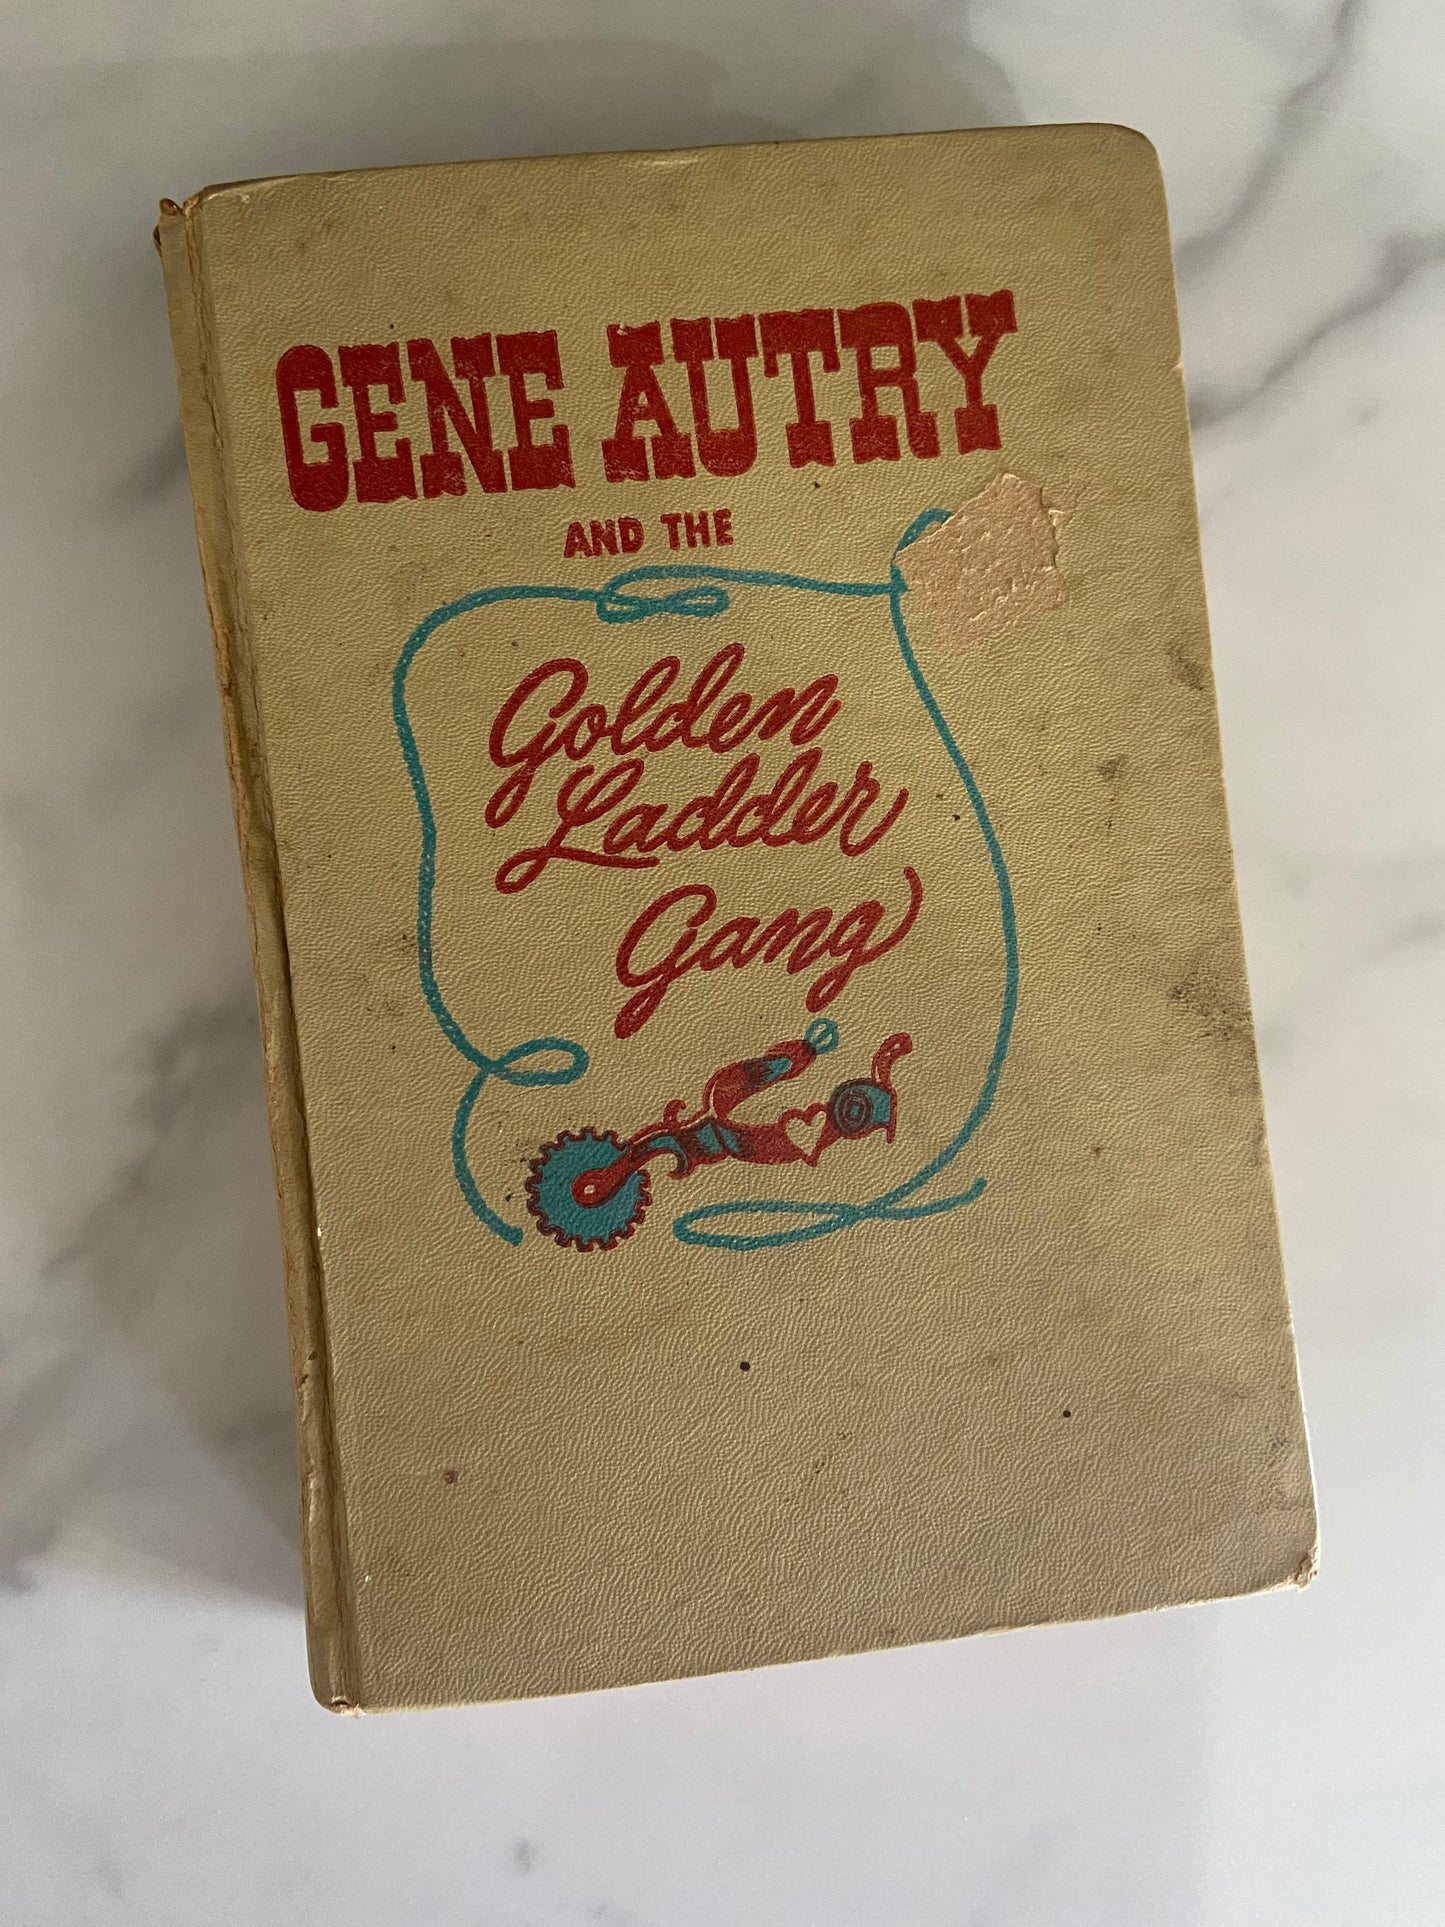 GENE AUTRY
AND THE
Golden
Ladder
Gang